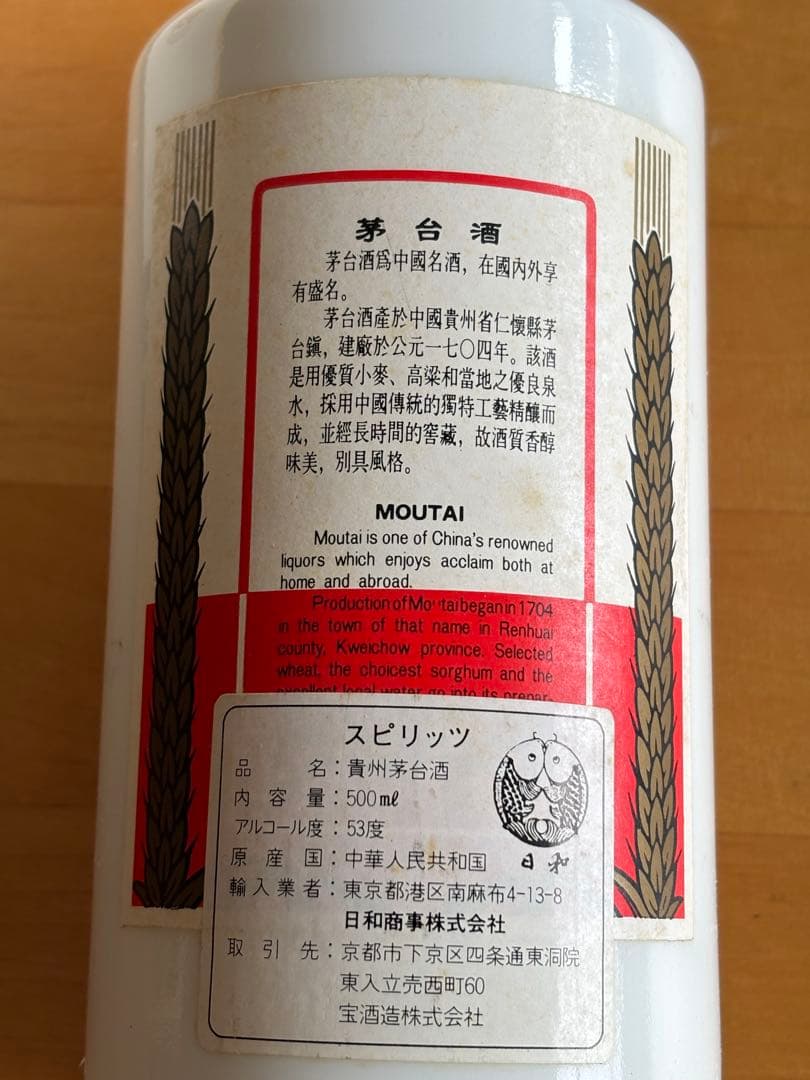 茅台酒
茅台酒爲中國名酒，在國內外享
有盛名。
茅台酒產於中國貴州省仁懷縣茅
台鎭，建廠於公元一七〇四年。該酒
是用優質小麥、高粱和當地之優良泉
水，採用中國傳統的獨特工藝精釀而
成，並經長時間的窖藏，故酒質香醇
味美，別具風格。
MOUTAI
Moutai is one of China's renowned
liquors which enjoys acclaim both at
home and abroad.
Production of Moutai began in 1704
in the town of that name in Renhuai
county, Kweichow province. Selected
wheat, the choicest sorghum and the
excellent local water go into its prepar-
スピリッツ
品名：貴州茅台酒
内容量：500㎖
アルコール度：53度
原産国：中華人民共和国
日和
輸入業者：東京都港区南麻布4-13-8
日和商事株式会社
取引先：京都市下京区四条通東洞院
東入立売西町60
宝酒造株式会社